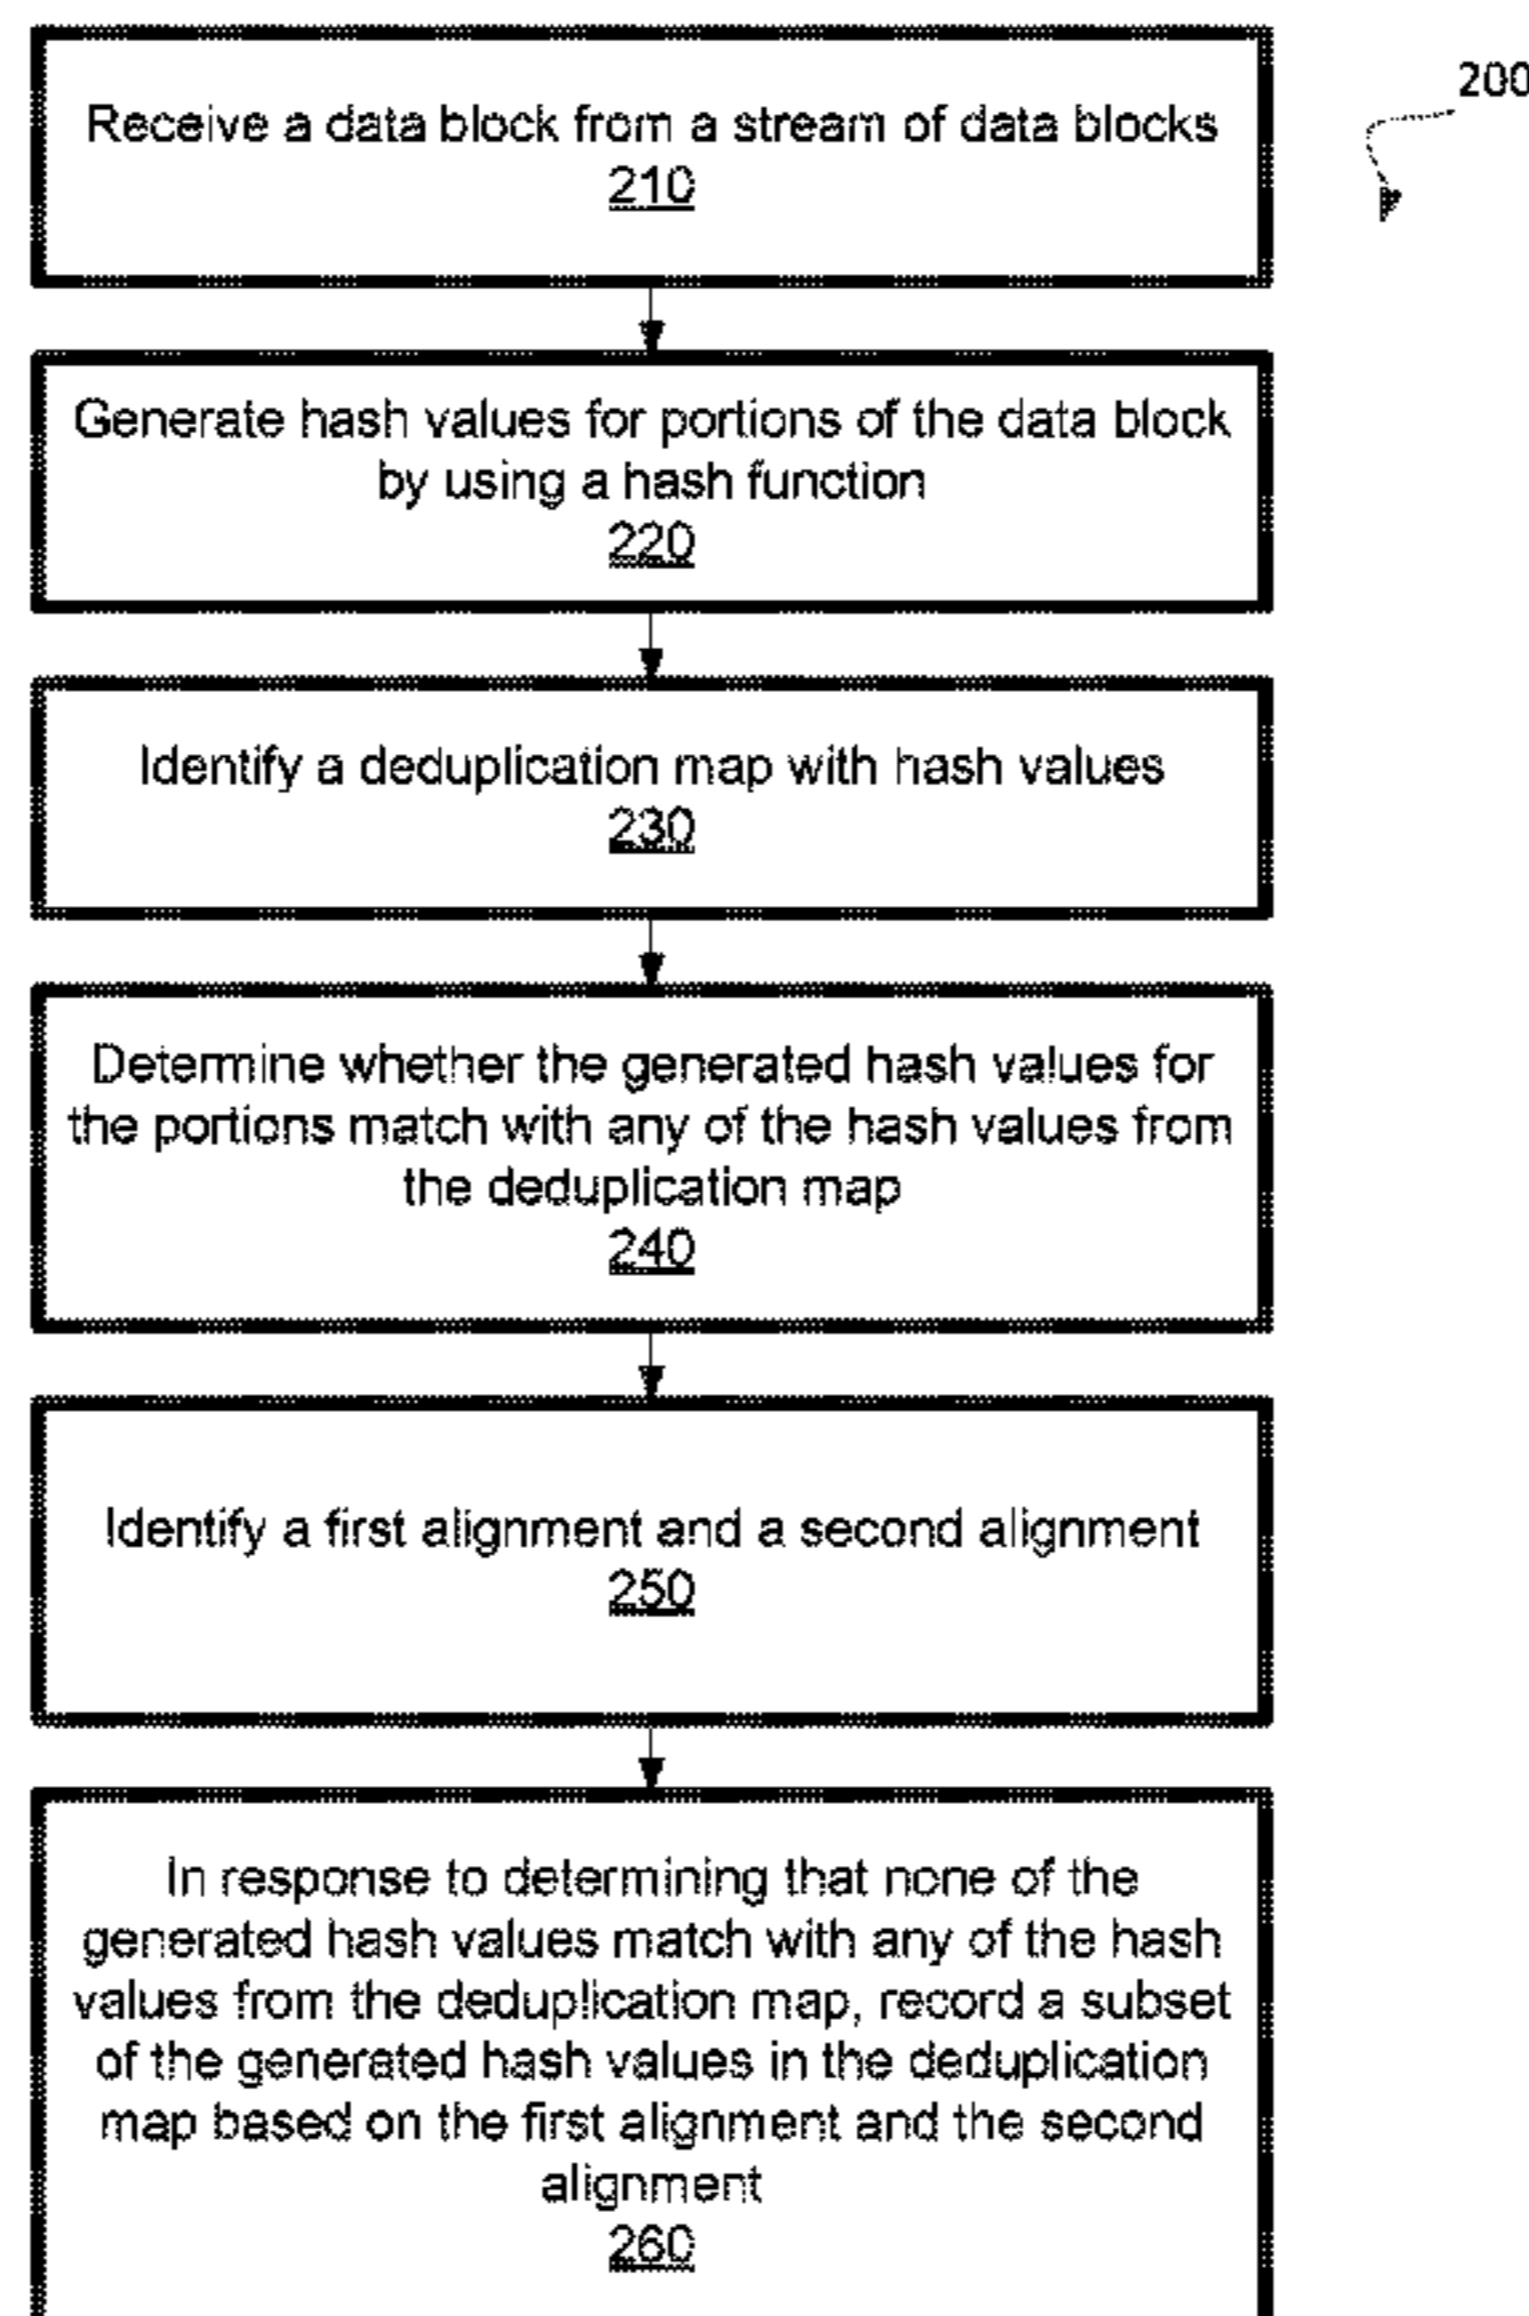 200
Receive a data block from a stream of data blocks
210
Generate hash values for portions of the data block
by using a hash function
220
Identify a deduplication map with hash values
230
Determine whether the generated hash values for
the portions match with any of the hash values from
the deduplication map
240
Identify a first alignment and a second alignment
250
In response to determining that none of the
generated hash values match with any of the hash
values from the deduplication map, record a subset
of the generated hash values in the deduplication
map based on the first alignment and the second
alignment
260